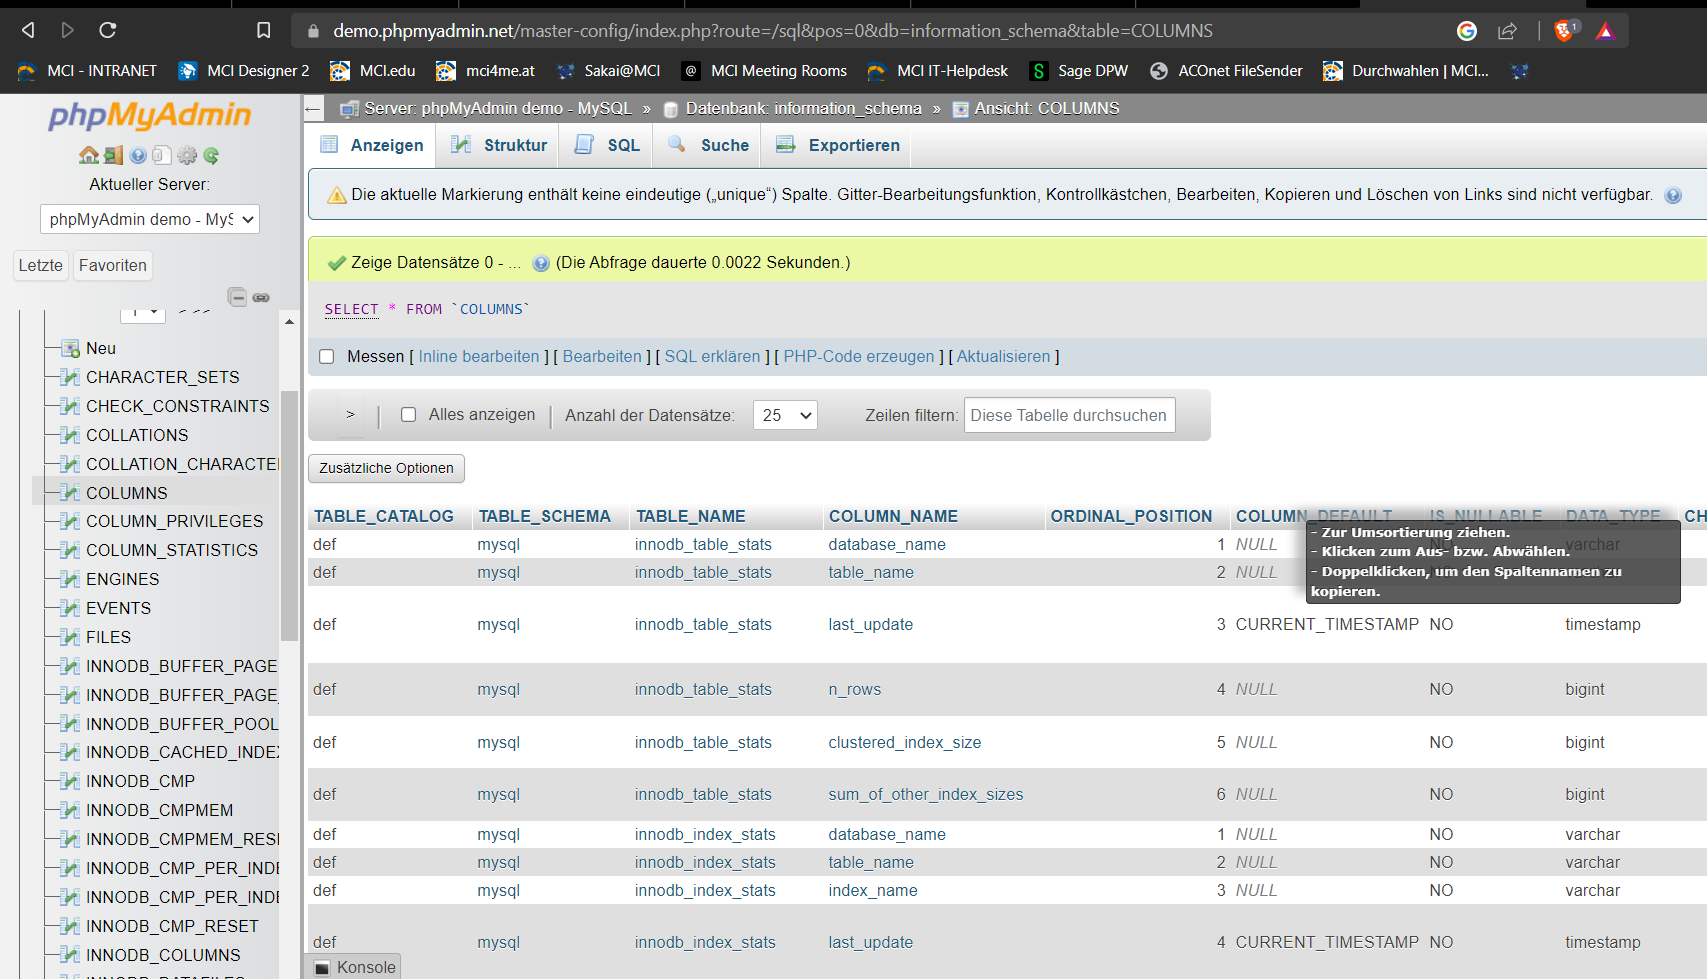 demo.phpmyadmin.net/master-config/index.php?route=/sql&pos=0&db=information_schema&table=COLUMNS
1
MCI - INTRANET MCI Designer 2 MCI.edu mci4me.at Sakai@MCI MCI Meeting Rooms MCI IT-Helpdesk Sage DPW ACOnet FileSender Durchwahlen | MCI...
phpMyAdmin
Aktueller Server:
phpMyAdmin demo - MyS
Letzte Favoriten
Neu
CHARACTER_SETS
CHECK_CONSTRAINTS
COLLATIONS
COLLATION_CHARACTE
COLUMNS
COLUMN_PRIVILEGES
COLUMN_STATISTICS
ENGINES
EVENTS
FILES
INNODB_BUFFER_PAGE
INNODB_BUFFER_PAGE_
INNODB_BUFFER_POOL
INNODB_CACHED_INDEX
INNODB_CMP
INNODB_CMPMEM
INNODB_CMPMEM_RESE
INNODB_CMP_PER_INDE
INNODB_CMP_PER_INDE
INNODB_CMP_RESET
INNODB_COLUMNS
Server: phpMyAdmin demo - MySQL » Datenbank: information_schema » Ansicht: COLUMNS
Anzeigen Struktur SQL Suche Exportieren
Die aktuelle Markierung enthält keine eindeutige („unique“) Spalte. Gitter-Bearbeitungsfunktion, Kontrollkästchen, Bearbeiten, Kopieren und Löschen von Links sind nicht verfügbar.
Zeige Datensätze 0 - ... (Die Abfrage dauerte 0.0022 Sekunden.)
SELECT * FROM `COLUMNS`
Messen [ Inline bearbeiten ] [ Bearbeiten ] [ SQL erklären ] [ PHP-Code erzeugen ] [ Aktualisieren ]
> | Alles anzeigen | Anzahl der Datensätze: 25 Zeilen filtern: Diese Tabelle durchsuchen
Zusätzliche Optionen
TABLE_CATALOG TABLE_SCHEMA TABLE_NAME COLUMN_NAME ORDINAL_POSITION COLUMN_DEFAULT IS_NULLABLE DATA_TYPE CH
def mysql innodb_table_stats database_name 1 NULL NO varchar
def mysql innodb_table_stats table_name 2 NULL
- Zur Umsortierung ziehen.
- Klicken zum Aus- bzw. Abwählen.
- Doppelklicken, um den Spaltennamen zu
kopieren.
def mysql innodb_table_stats last_update 3 CURRENT_TIMESTAMP NO timestamp
def mysql innodb_table_stats n_rows 4 NULL NO bigint
def mysql innodb_table_stats clustered_index_size 5 NULL NO bigint
def mysql innodb_table_stats sum_of_other_index_sizes 6 NULL NO bigint
def mysql innodb_index_stats database_name 1 NULL NO varchar
def mysql innodb_index_stats table_name 2 NULL NO varchar
def mysql innodb_index_stats index_name 3 NULL NO varchar
def mysql innodb_index_stats last_update 4 CURRENT_TIMESTAMP NO timestamp
Konsole